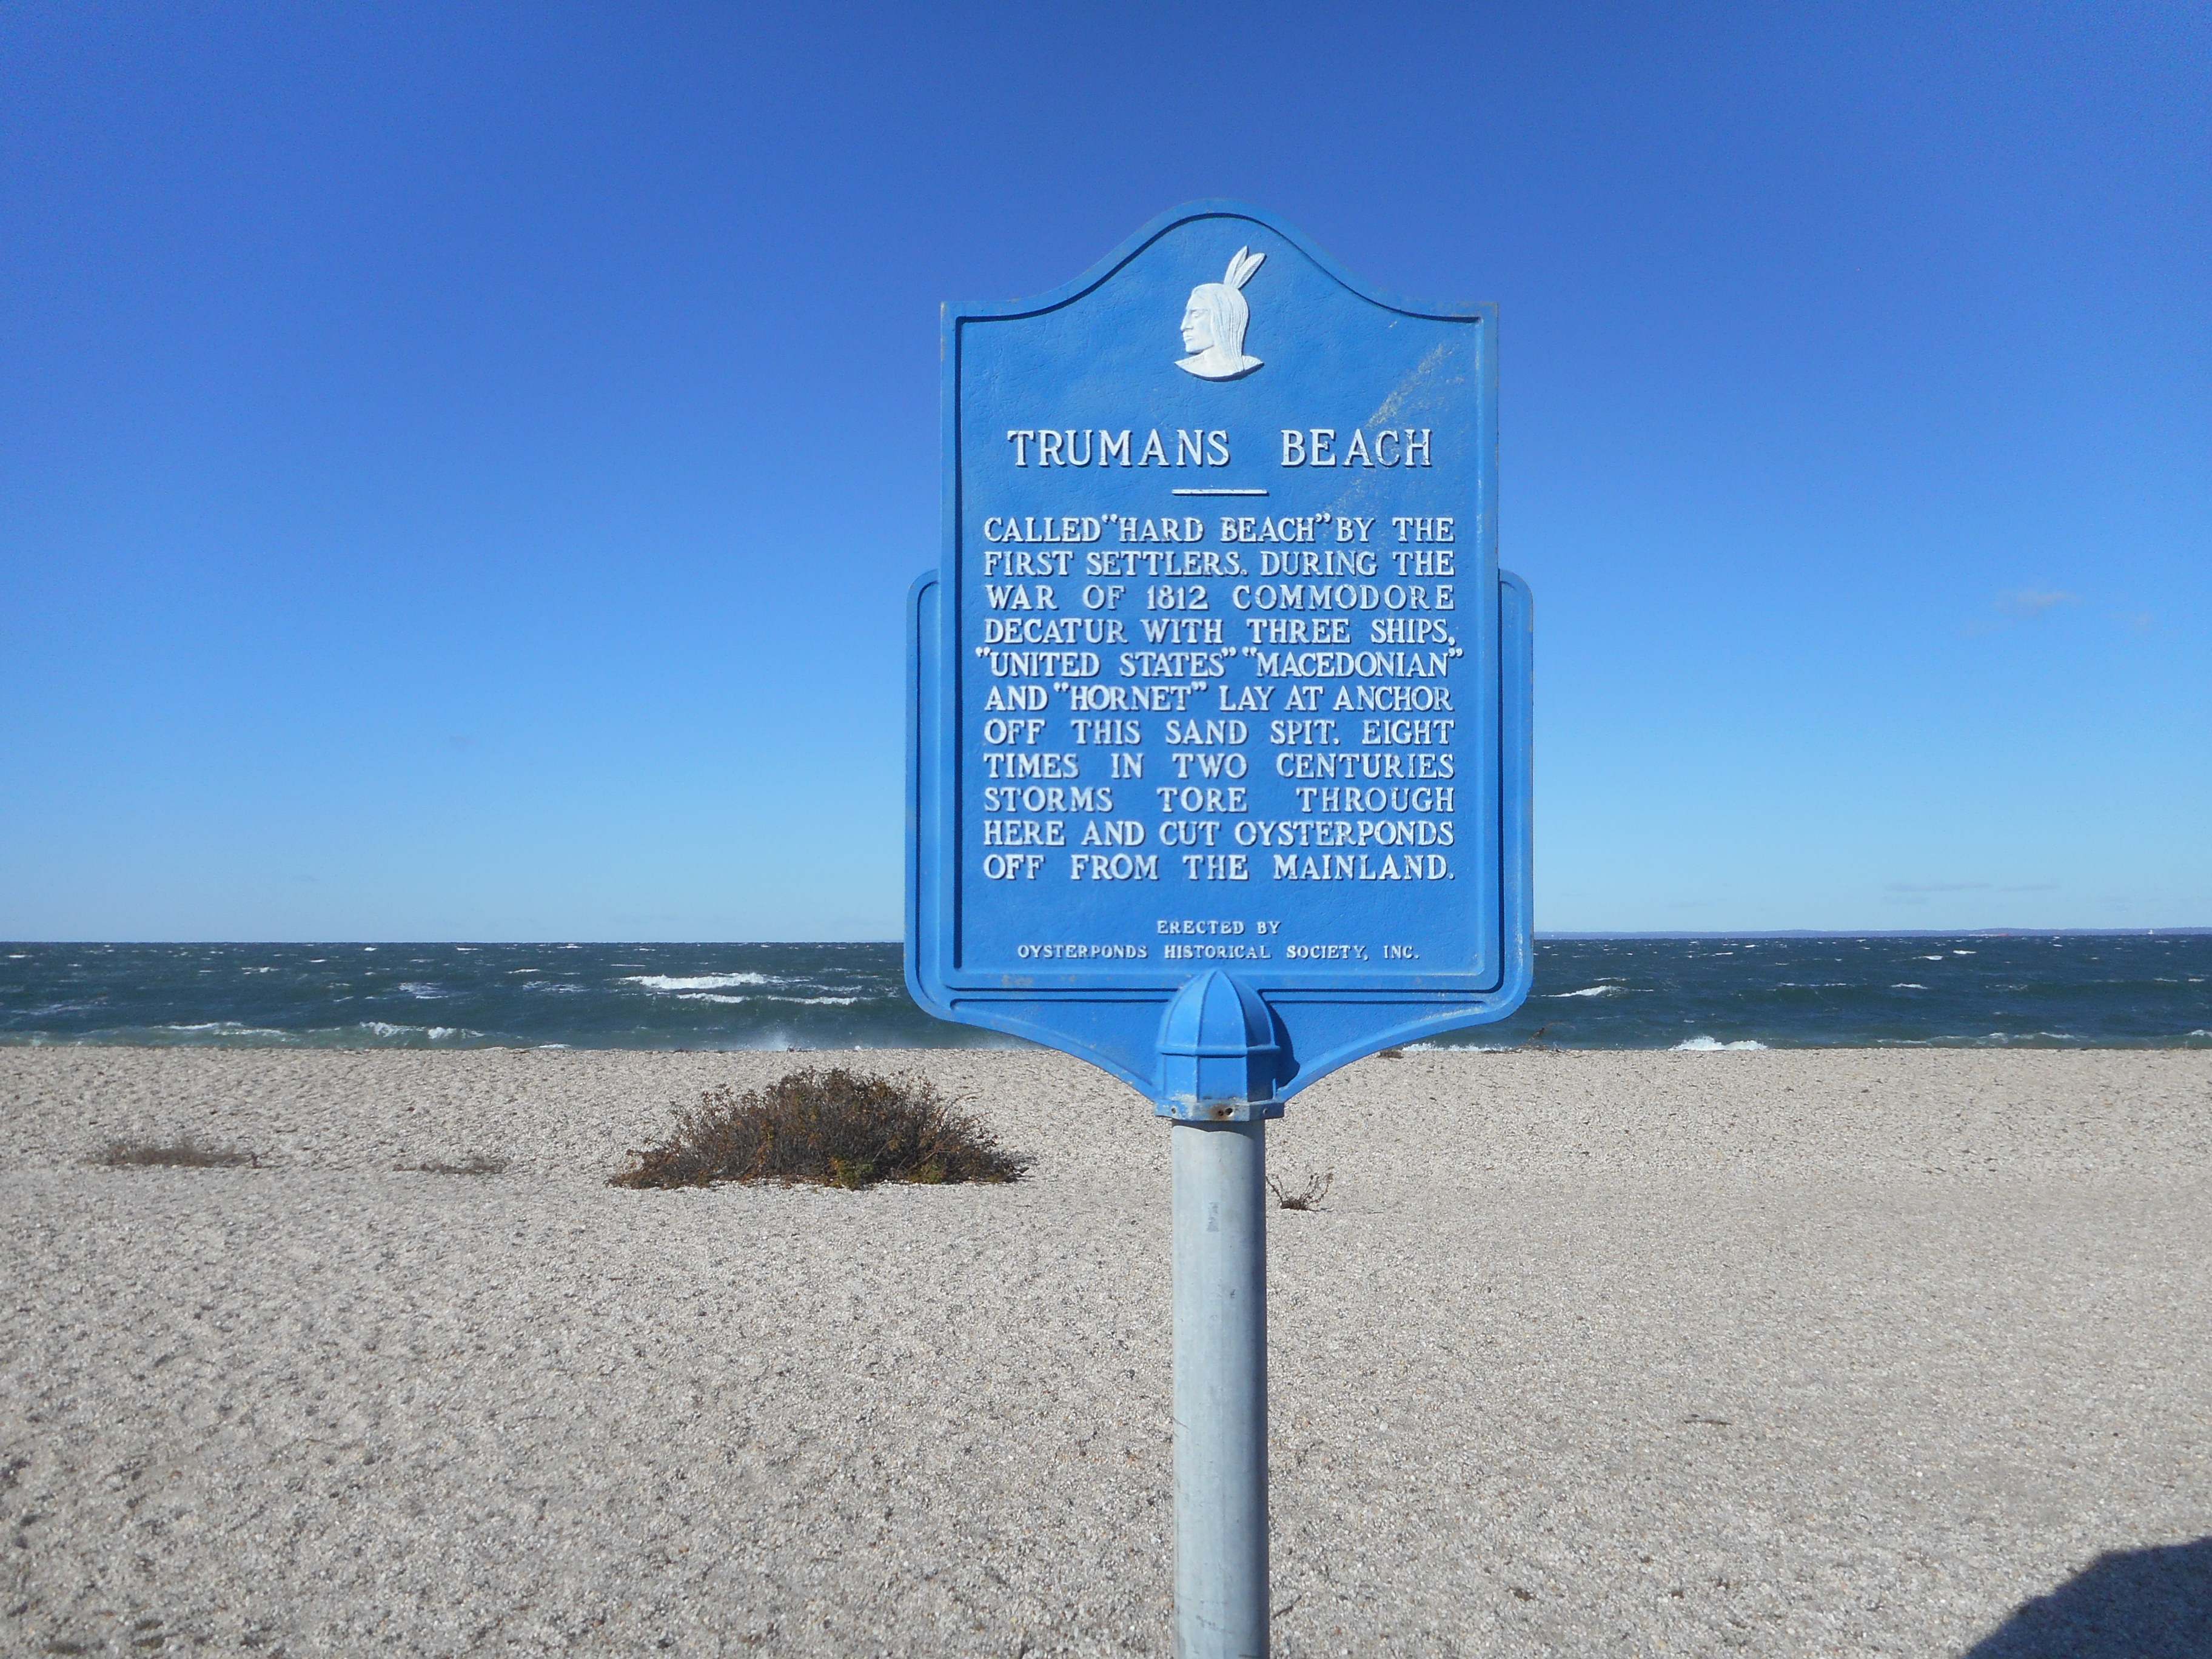 TRUMANS BEACH
CALLED "HARD BEACH" BY THE
FIRST SETTLERS. DURING THE
WAR OF 1812 COMMODORE
DECATUR WITH THREE SHIPS,
"UNITED STATES" "MACEDONIAN"
AND "HORNET" LAY AT ANCHOR
OFF THIS SAND SPIT. EIGHT
TIMES IN TWO CENTURIES
STORMS TORE THROUGH
HERE AND CUT OYSTERPONDS
OFF FROM THE MAINLAND.
ERECTED BY
OYSTERPONDS HISTORICAL SOCIETY, INC.